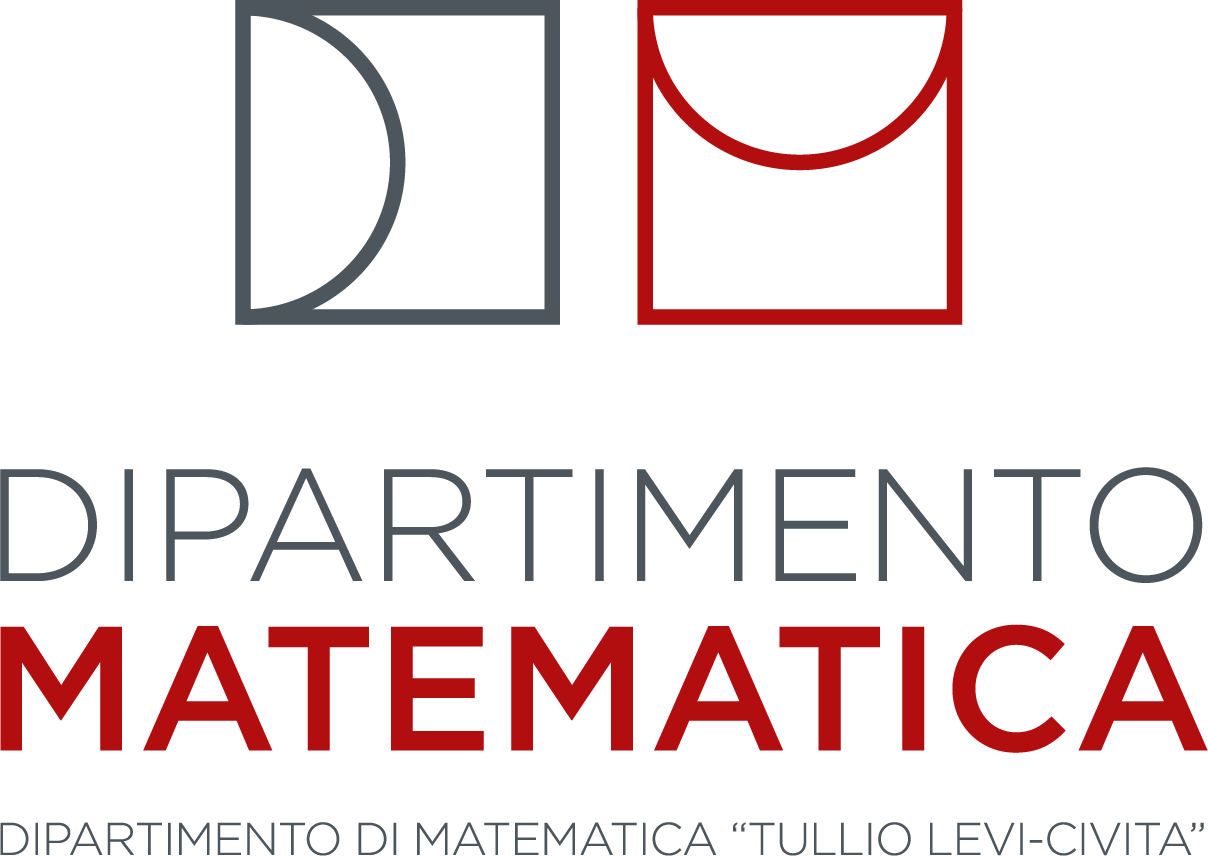 DIPARTIMENTO
MATEMATICA
DIPARTIMENTO DI MATEMATICA “TULLIO LEVI-CIVITA”